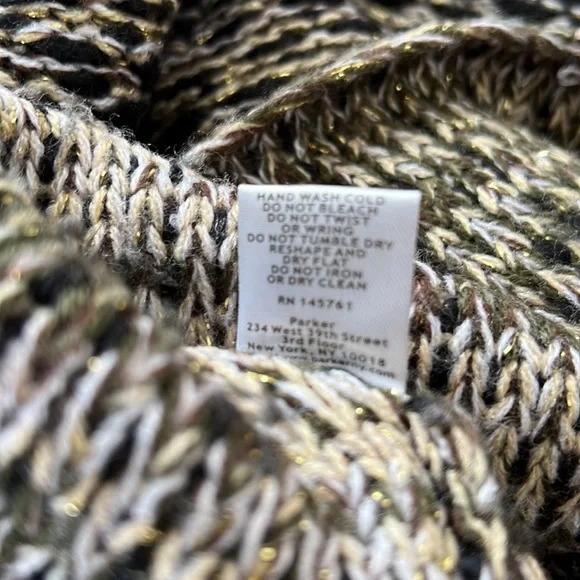 HAND WASH COLD
DO NOT BLEACH
DO NOT TWIST
OR WRING
DO NOT TUMBLE DRY
RESHAPE AND
DRY FLAT
DO NOT IRON
OR DRY CLEAN
RN 145761
Parker
234 West 39th Street
3rd Floor
New York, NY 10018